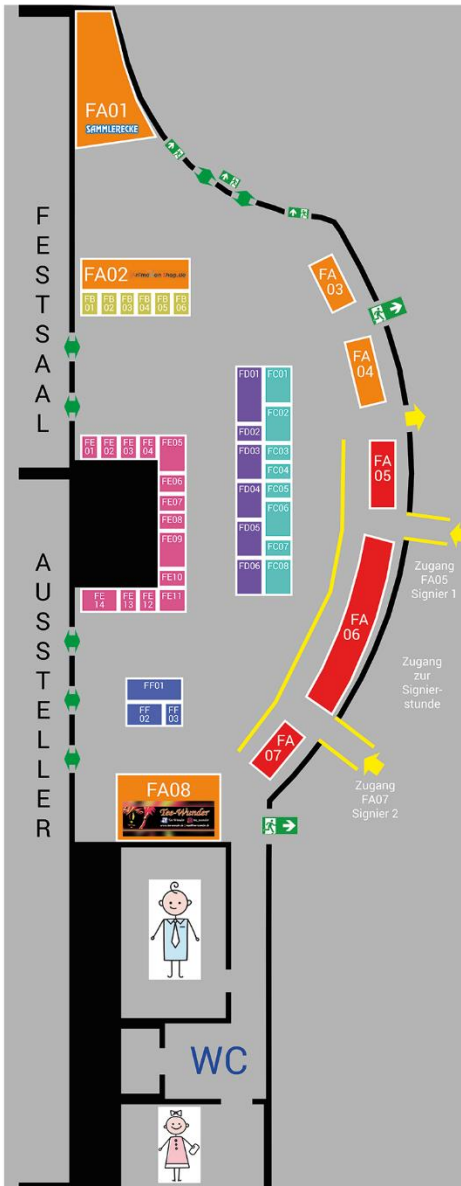 FA01
SAMMLERECKE
FESTSAAL
FA02
FB 01
FB 02
FB 03
FB 04
FB 05
FB 06
FA 03
FA 04
FD01
FC01
FC02
FD02
FD03
FC03
FC04
FD04
FC05
FC06
FD05
FC07
FD06
FC08
FE 01
FE 02
FE 03
FE 04
FE05
FE06
FE07
FE08
FE09
FE10
FE11
FE 12
FE 13
FE 14
FA 05
Zugang
FA05
Signier 1
FA 06
Zugang
zur
Signier-
stunde
AUSSTELLER
FF01
FF 02
FF 03
FA 07
Zugang
FA07
Signier 2
FA08
Tee-Wunder
WC